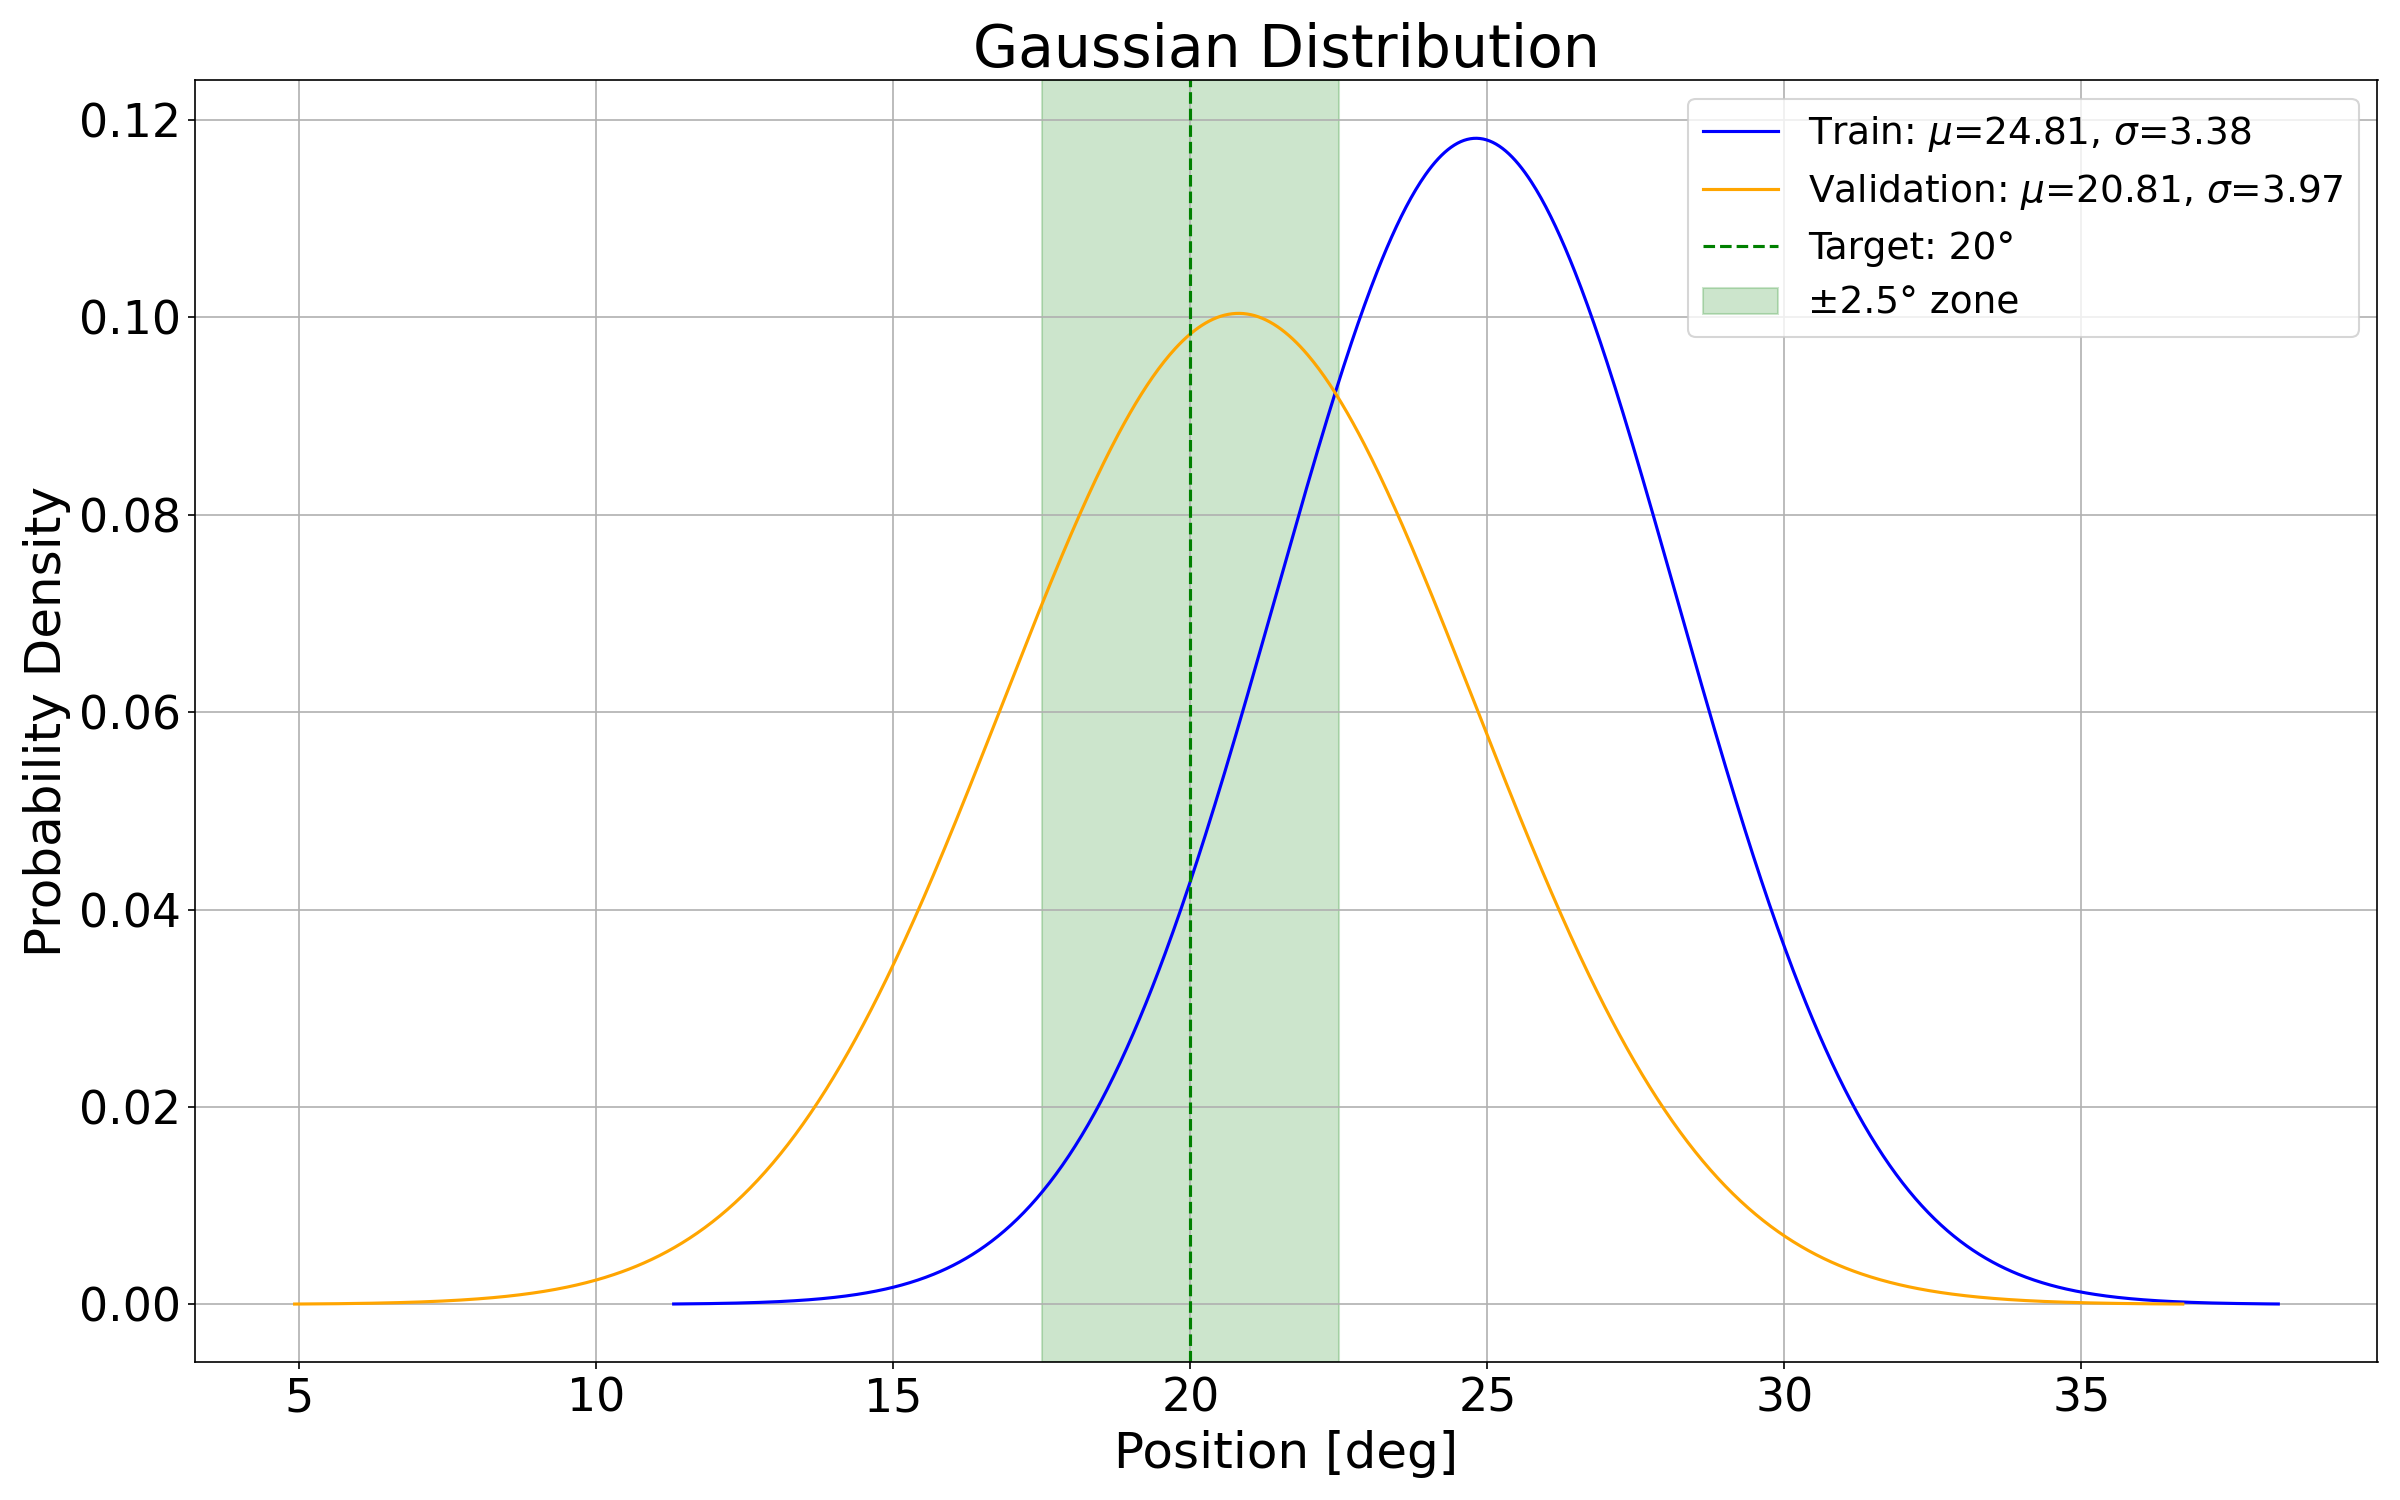 Gaussian Distribution
Train: μ=24.81, σ=3.38
Validation: μ=20.81, σ=3.97
Target: 20°
±2.5° zone
Probability Density
0.12
0.10
0.08
0.06
0.04
0.02
0.00
5 10 15 20 25 30 35
Position [deg]